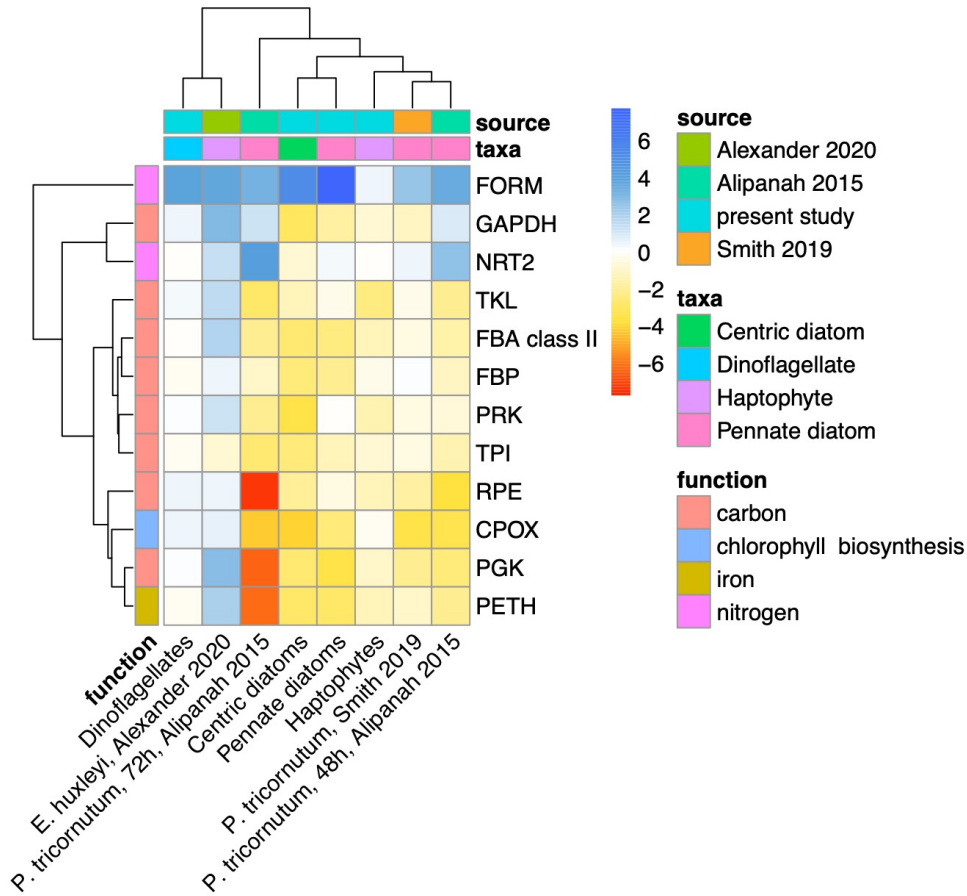 source
taxa
FORM
GAPDH
NRT2
TKL
FBA class II
FBP
PRK
TPI
RPE
CPOX
PGK
PETH
function
Dinoflagellates
E. huxleyi, Alexander 2020
P. tricornutum, 72h, Alipanah 2015
Centric diatoms
Pennate diatoms
Haptophytes
P. tricornutum, Smith 2019
P. tricornutum, 48h, Alipanah 2015
6
4
2
0
−2
−4
−6
source
Alexander 2020
Alipanah 2015
present study
Smith 2019
taxa
Centric diatom
Dinoflagellate
Haptophyte
Pennate diatom
function
carbon
chlorophyll biosynthesis
iron
nitrogen